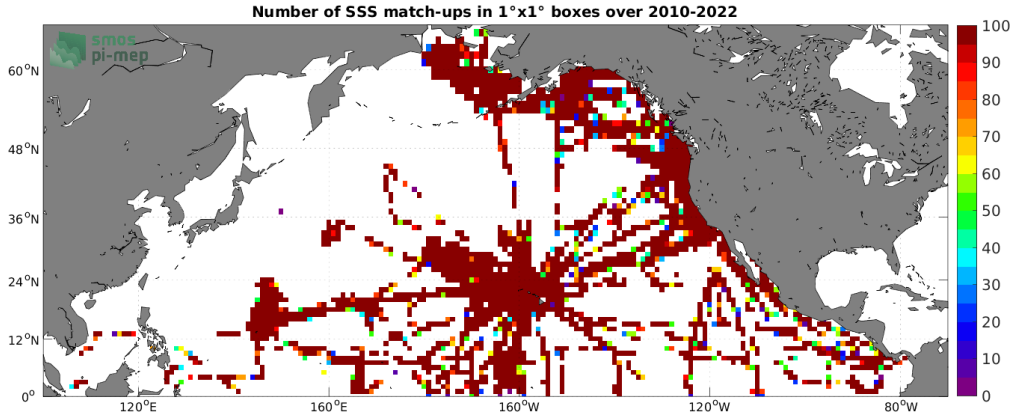 Number of SSS match-ups in 1°x1° boxes over 2010-2022
smos
pi-mep
60°N
48°N
36°N
24°N
12°N
0°
120°E
160°E
160°W
120°W
80°W
100
90
80
70
60
50
40
30
20
10
0